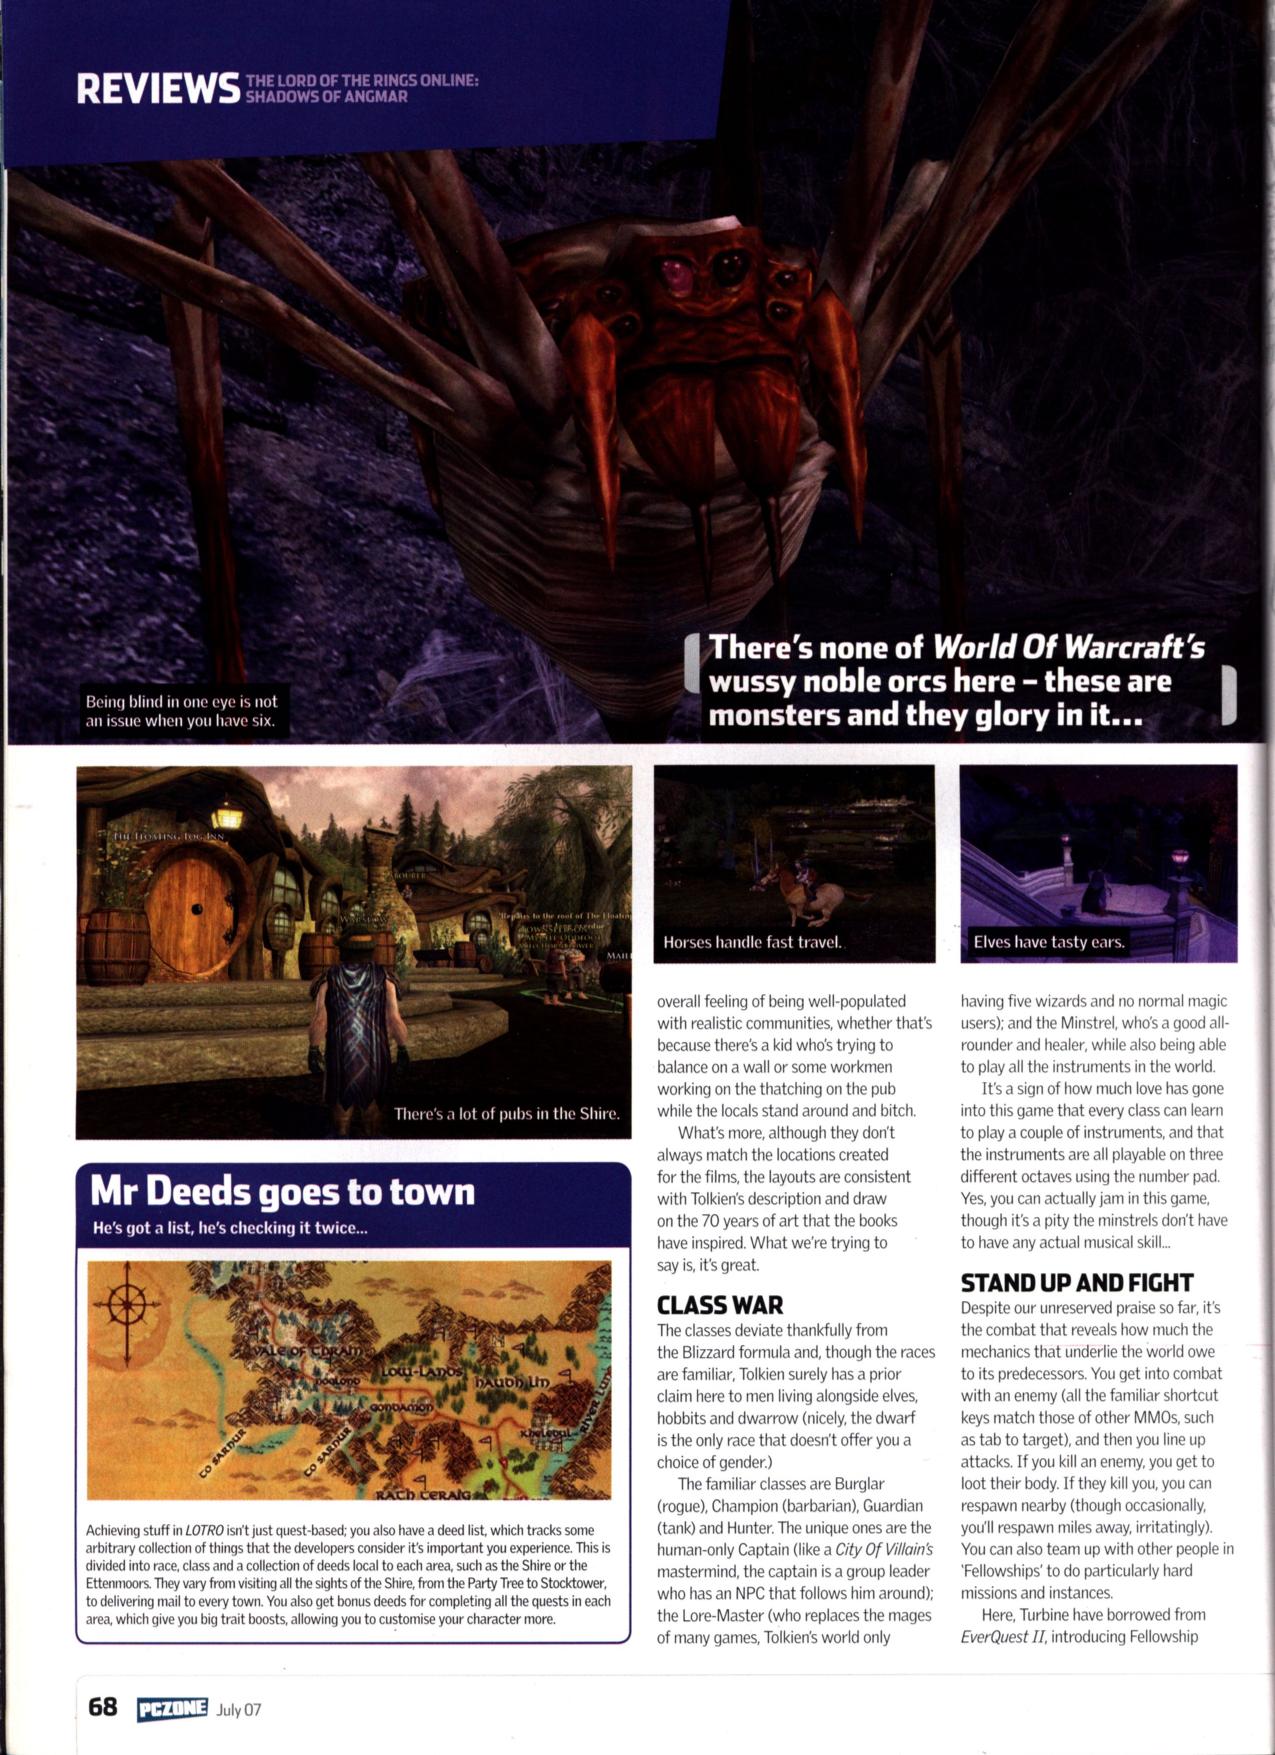 REVIEWS
THE LORD OF THE RINGS ONLINE:
SHADOWS OF ANGMAR
Being blind in one eye is not
an issue when you have six.
There's none of World Of Warcraft's
wussy noble orcs here – these are
monsters and they glory in it...
THE FLOATING LOG INN
There's a lot of pubs in the Shire.
Horses handle fast travel.
Elves have tasty ears.
Mr Deeds goes to town
He's got a list, he's checking it twice...
VALE OF THRAIN
NOGLOND
LOW-LANDS
HAUDH LIN
GONDAMON
KHELEDUL
RIVER LUNE
TO SARNUR
TO SARNUR
RATH TERAIG
Achieving stuff in LOTRO isn't just quest-based; you also have a deed list, which tracks some
arbitrary collection of things that the developers consider it's important you experience. This is
divided into race, class and a collection of deeds local to each area, such as the Shire or the
Ettenmoors. They vary from visiting all the sights of the Shire, from the Party Tree to Stocktower,
to delivering mail to every town. You also get bonus deeds for completing all the quests in each
area, which give you big trait boosts, allowing you to customise your character more.
overall feeling of being well-populated
with realistic communities, whether that's
because there's a kid who's trying to
balance on a wall or some workmen
working on the thatching on the pub
while the locals stand around and bitch.
What's more, although they don't
always match the locations created
for the films, the layouts are consistent
with Tolkien's description and draw
on the 70 years of art that the books
have inspired. What we're trying to
say is, it's great.
CLASS WAR
The classes deviate thankfully from
the Blizzard formula and, though the races
are familiar, Tolkien surely has a prior
claim here to men living alongside elves,
hobbits and dwarrow (nicely, the dwarf
is the only race that doesn't offer you a
choice of gender.)
The familiar classes are Burglar
(rogue), Champion (barbarian), Guardian
(tank) and Hunter. The unique ones are the
human-only Captain (like a City Of Villain's
mastermind, the captain is a group leader
who has an NPC that follows him around);
the Lore-Master (who replaces the mages
of many games, Tolkien's world only
having five wizards and no normal magic
users); and the Minstrel, who's a good all-
rounder and healer, while also being able
to play all the instruments in the world.
It's a sign of how much love has gone
into this game that every class can learn
to play a couple of instruments, and that
the instruments are all playable on three
different octaves using the number pad.
Yes, you can actually jam in this game,
though it's a pity the minstrels don't have
to have any actual musical skill...
STAND UP AND FIGHT
Despite our unreserved praise so far, it's
the combat that reveals how much the
mechanics that underlie the world owe
to its predecessors. You get into combat
with an enemy (all the familiar shortcut
keys match those of other MMOs, such
as tab to target), and then you line up
attacks. If you kill an enemy, you get to
loot their body. If they kill you, you can
respawn nearby (though occasionally,
you'll respawn miles away, irritatingly).
You can also team up with other people in
'Fellowships' to do particularly hard
missions and instances.
Here, Turbine have borrowed from
EverQuest II, introducing Fellowship
68 PCZONE July 07